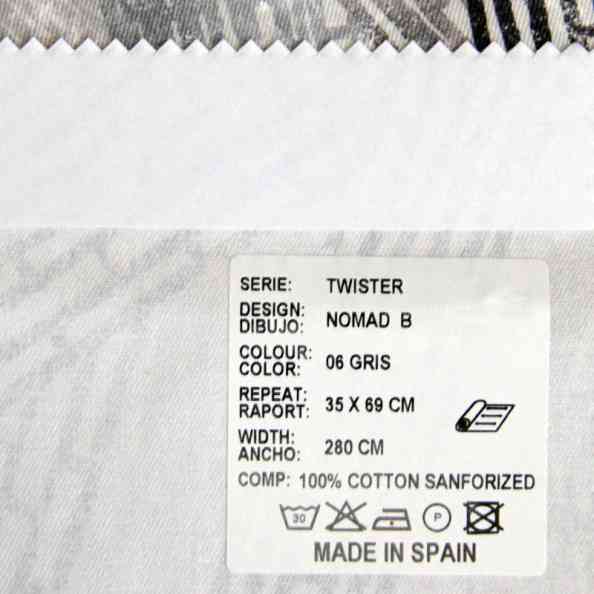 SERIE: TWISTER
DESIGN:
DIBUJO: NOMAD B
COLOUR:
COLOR: 06 GRIS
REPEAT:
RAPORT: 35 X 69 CM
WIDTH:
ANCHO: 280 CM
COMP: 100% COTTON SANFORIZED
30 P
MADE IN SPAIN